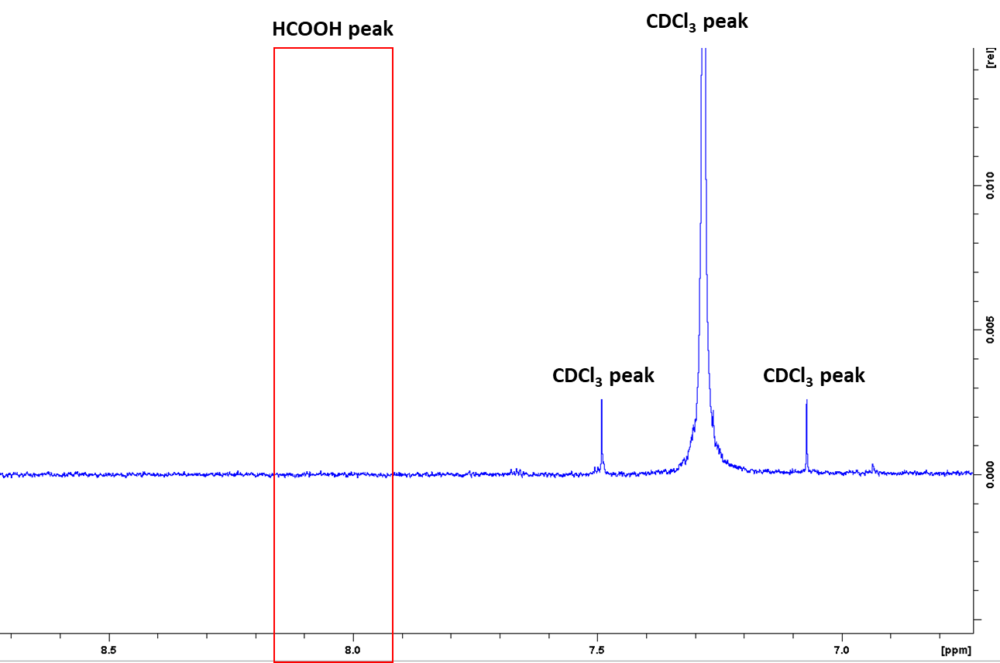 HCOOH peak
CDCl₃ peak
[rel]
0.010
0.005
CDCl₃ peak
CDCl₃ peak
0.000
8.5
8.0
7.5
7.0
[ppm]